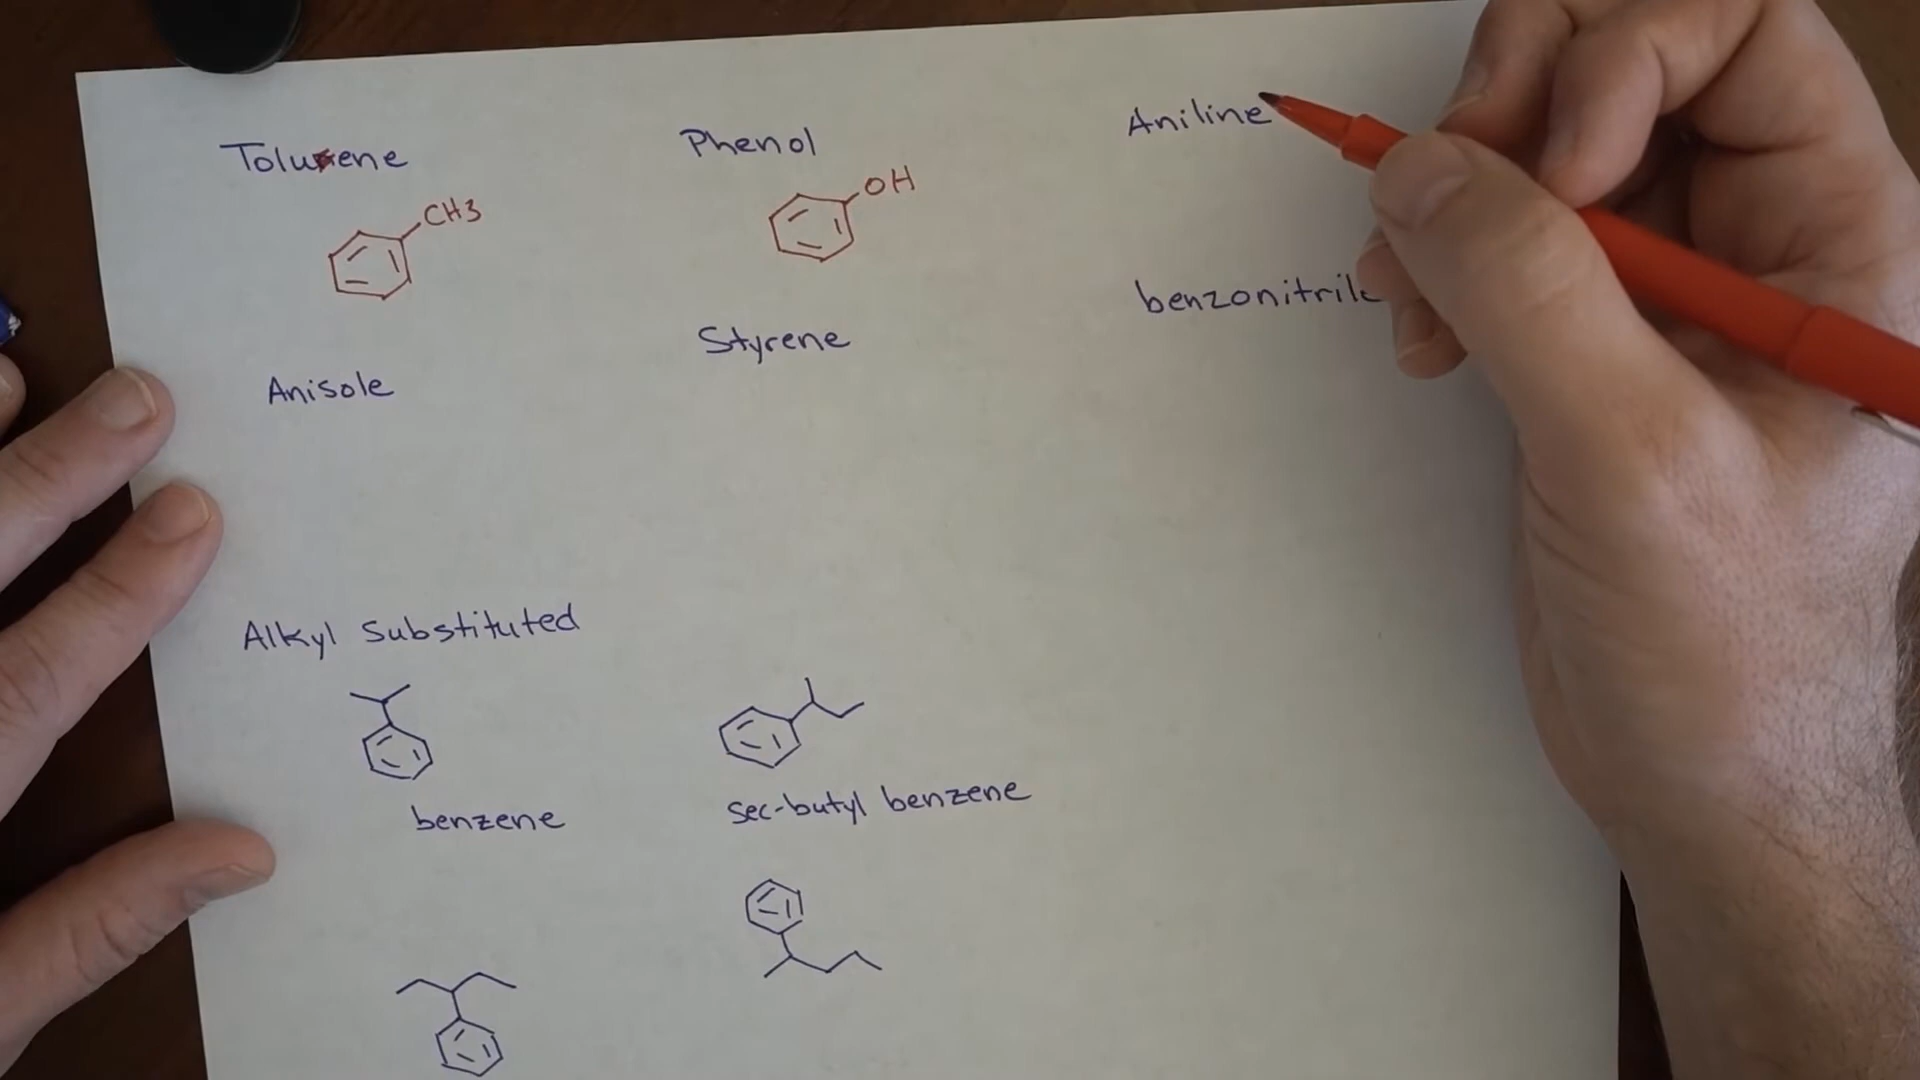 Toluene
Phenol
Aniline
CH3
OH
benzonitrile
Styrene
Anisole
Alkyl Substituted
benzene
sec-butyl benzene